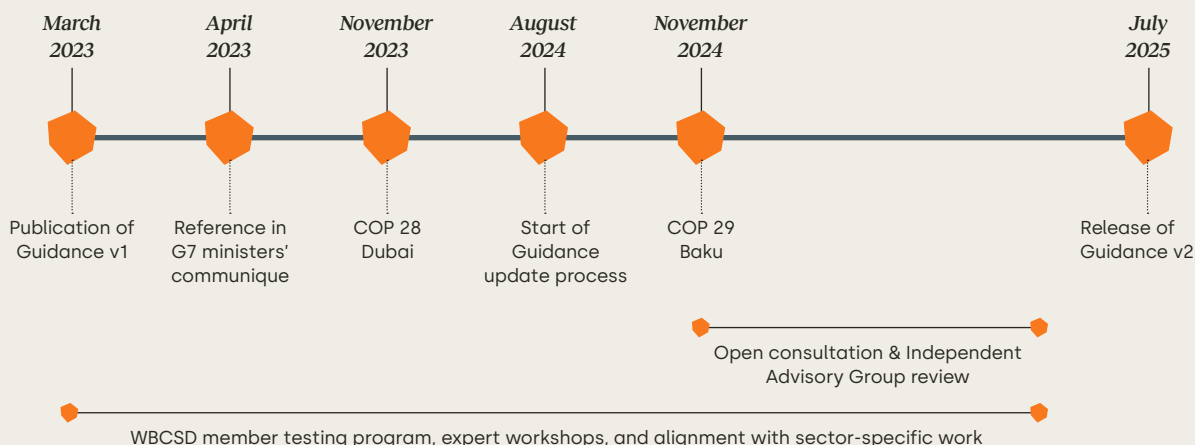 March
2023
April
2023
November
2023
August
2024
November
2024
July
2025
Publication of
Guidance v1
Reference in
G7 ministers’
communique
COP 28
Dubai
Start of
Guidance
update process
COP 29
Baku
Release of
Guidance v2
Open consultation & Independent
Advisory Group review
WBCSD member testing program, expert workshops, and alignment with sector-specific work